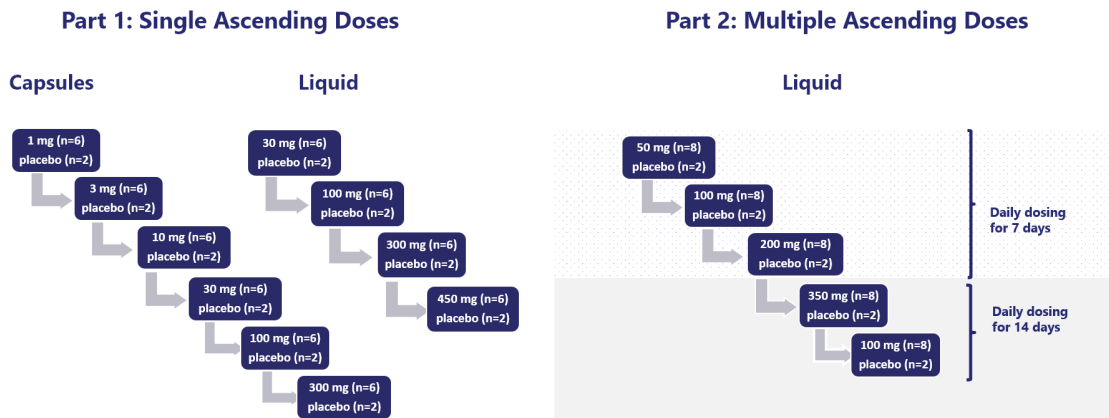 Part 1: Single Ascending Doses
Capsules
1 mg (n=6)
placebo (n=2)
3 mg (n=6)
placebo (n=2)
10 mg (n=6)
placebo (n=2)
30 mg (n=6)
placebo (n=2)
100 mg (n=6)
placebo (n=2)
300 mg (n=6)
placebo (n=2)
Liquid
30 mg (n=6)
placebo (n=2)
100 mg (n=6)
placebo (n=2)
300 mg (n=6)
placebo (n=2)
450 mg (n=6)
placebo (n=2)
Part 2: Multiple Ascending Doses
Liquid
50 mg (n=8)
placebo (n=2)
100 mg (n=8)
placebo (n=2)
200 mg (n=8)
placebo (n=2)
Daily dosing
for 7 days
350 mg (n=8)
placebo (n=2)
100 mg (n=8)
placebo (n=2)
Daily dosing
for 14 days